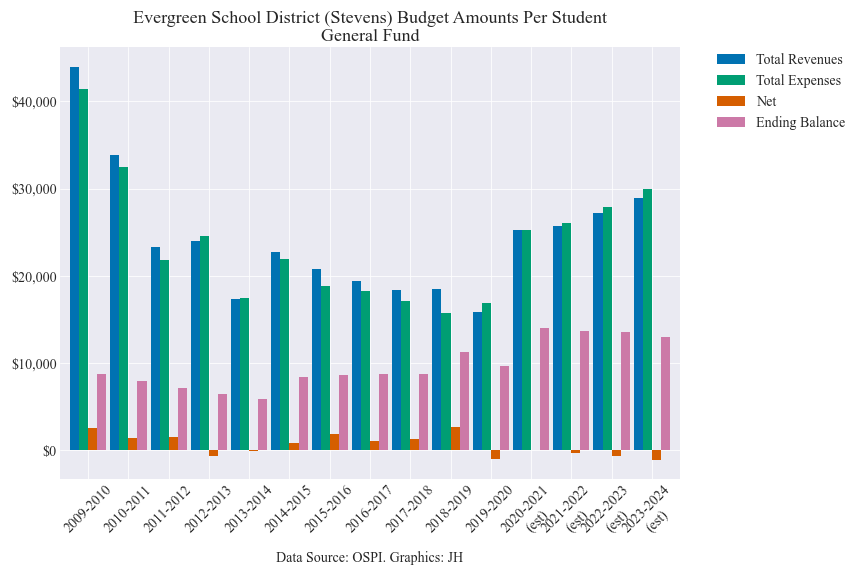 Evergreen School District (Stevens) Budget Amounts Per Student
General Fund
Total Revenues
Total Expenses
Net
Ending Balance
$40,000
$30,000
$20,000
$10,000
$0
2009-2010
2010-2011
2011-2012
2012-2013
2013-2014
2014-2015
2015-2016
2016-2017
2017-2018
2018-2019
2019-2020
2020-2021
(est)
2021-2022
(est)
2022-2023
(est)
2023-2024
(est)
Data Source: OSPI. Graphics: JH